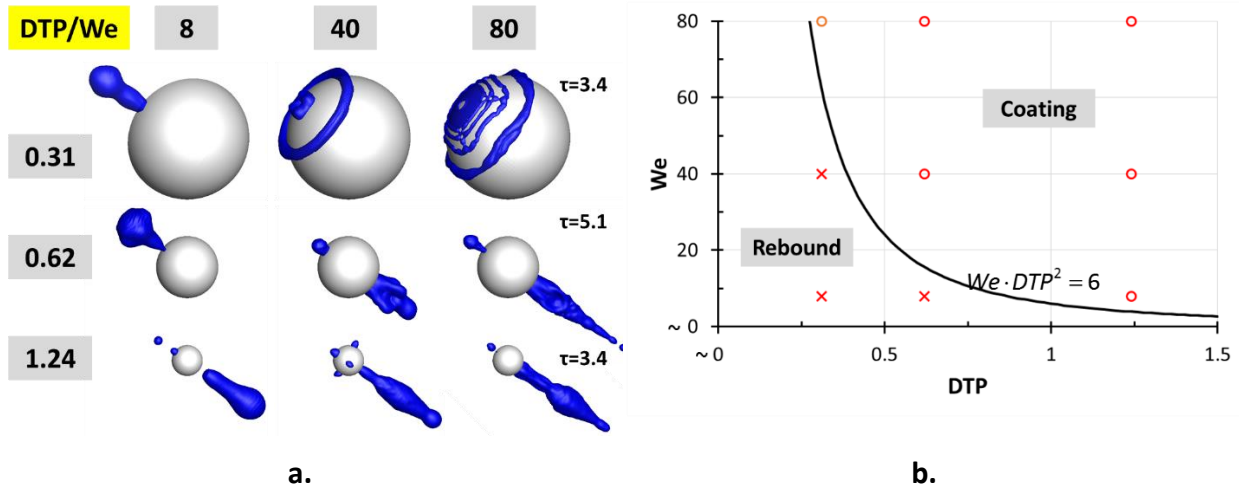 DTP/We 8 40 80
τ=3.4
0.31
τ=5.1
0.62
τ=3.4
1.24
a.
80
60
40
20
~ 0
We
Coating
Rebound
We·DTP² = 6
~ 0 0.5 1 1.5
DTP
b.